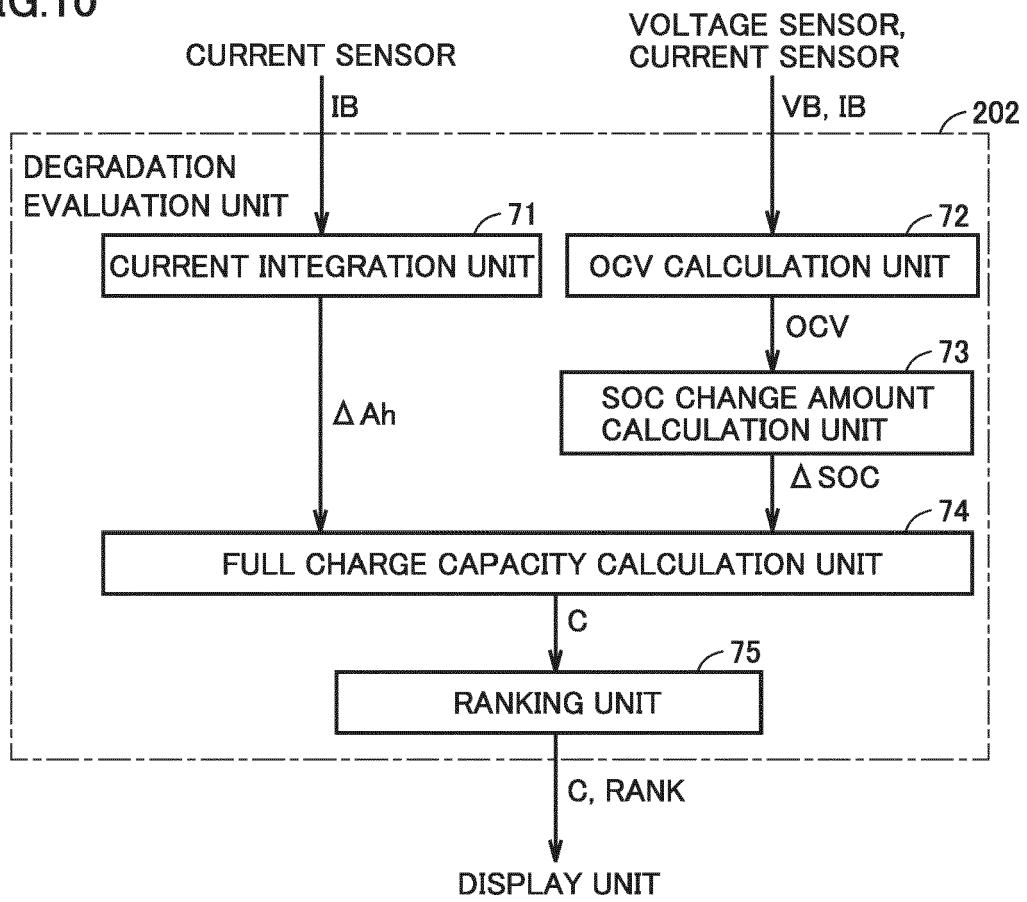 FIG.10
CURRENT SENSOR
VOLTAGE SENSOR,
CURRENT SENSOR
IB
VB, IB
202
DEGRADATION
EVALUATION UNIT
71
CURRENT INTEGRATION UNIT
72
OCV CALCULATION UNIT
OCV
73
SOC CHANGE AMOUNT
CALCULATION UNIT
ΔAh
ΔSOC
74
FULL CHARGE CAPACITY CALCULATION UNIT
C
75
RANKING UNIT
C, RANK
DISPLAY UNIT